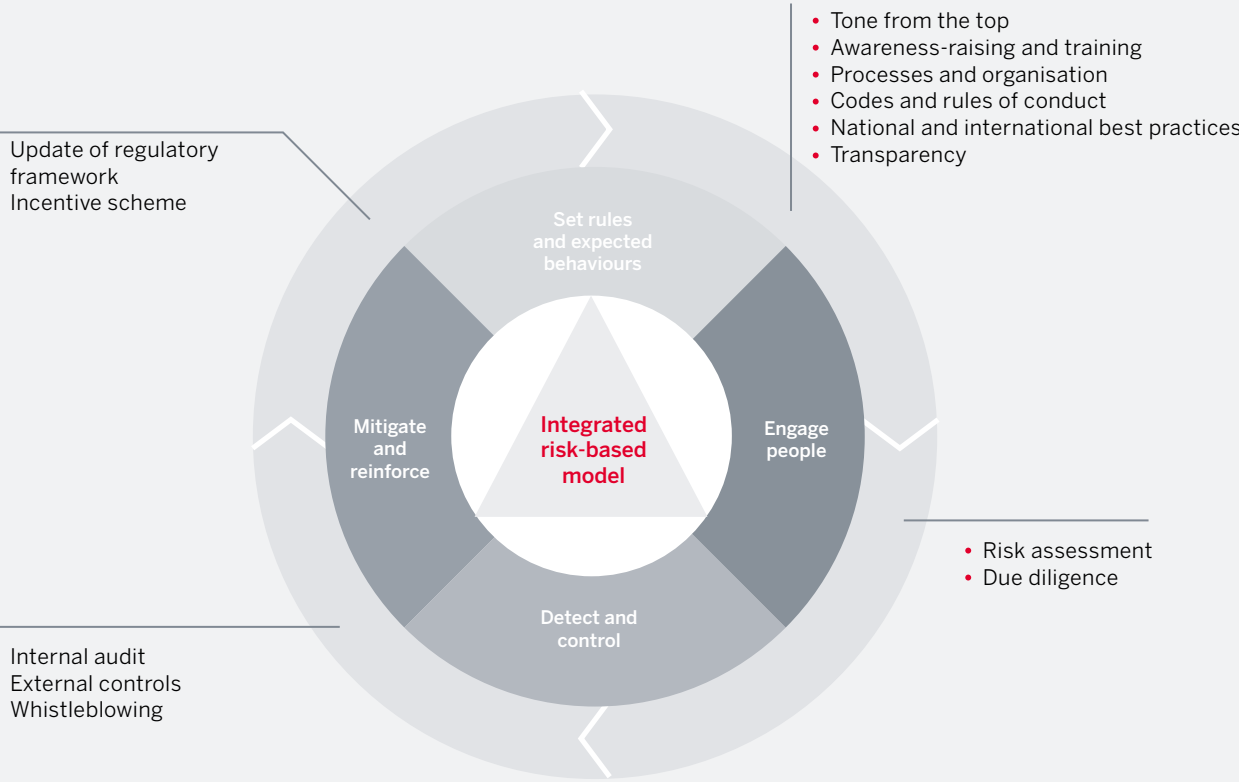 • Tone from the top
• Awareness-raising and training
• Processes and organisation
• Codes and rules of conduct
• National and international best practices
• Transparency
Update of regulatory
framework
Incentive scheme
Set rules
and expected
behaviours
Mitigate
and
reinforce
Integrated
risk-based
model
Engage
people
• Risk assessment
• Due diligence
Detect and
control
Internal audit
External controls
Whistleblowing